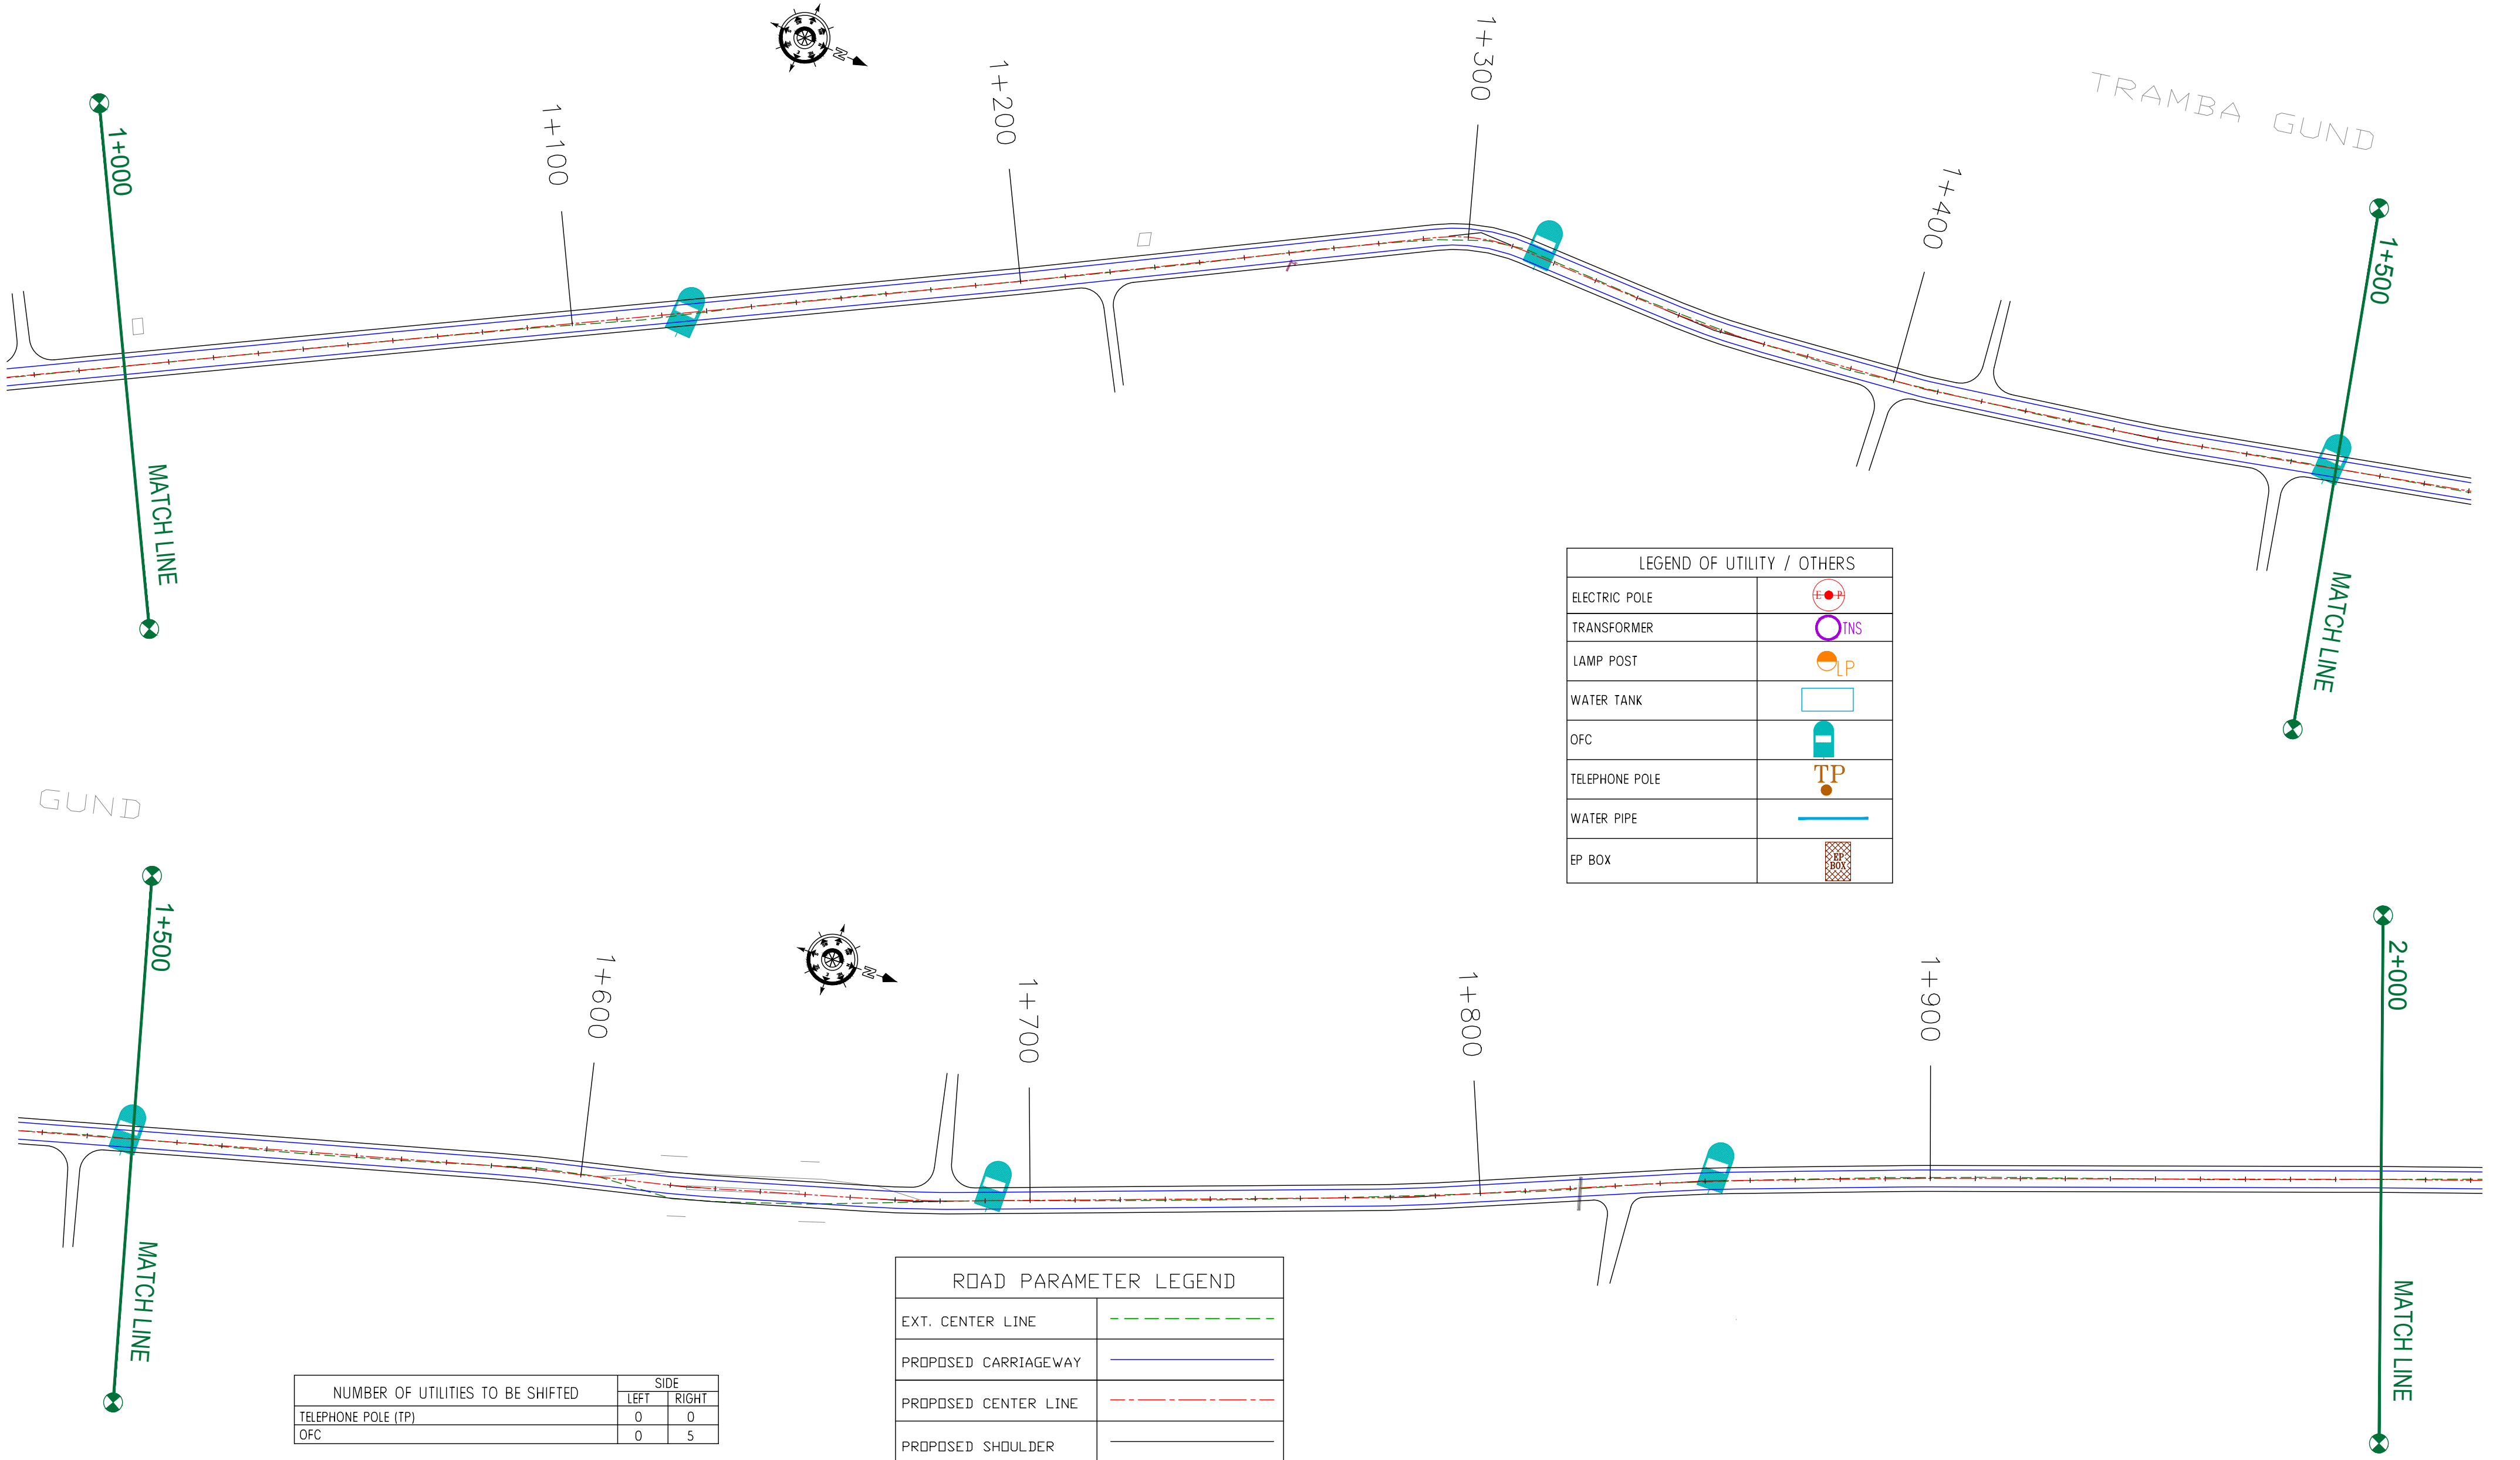 1+000
MATCH LINE
N
1+100
1+200
1+300
1+400
TRAMBA GUND
1+500
MATCH LINE
LEGEND OF UTILITY / OTHERS
ELECTRIC POLE E P
TRANSFORMER TNS
LAMP POST LP
WATER TANK
OFC
TELEPHONE POLE TP
WATER PIPE
EP BOX EP BOX
GUND
1+500
MATCH LINE
1+600
N
1+700
1+800
1+900
2+000
MATCH LINE
NUMBER OF UTILITIES TO BE SHIFTED SIDE
LEFT RIGHT
TELEPHONE POLE (TP) 0 0
OFC 0 5
ROAD PARAMETER LEGEND
EXT. CENTER LINE
PROPOSED CARRIAGEWAY
PROPOSED CENTER LINE
PROPOSED SHOULDER